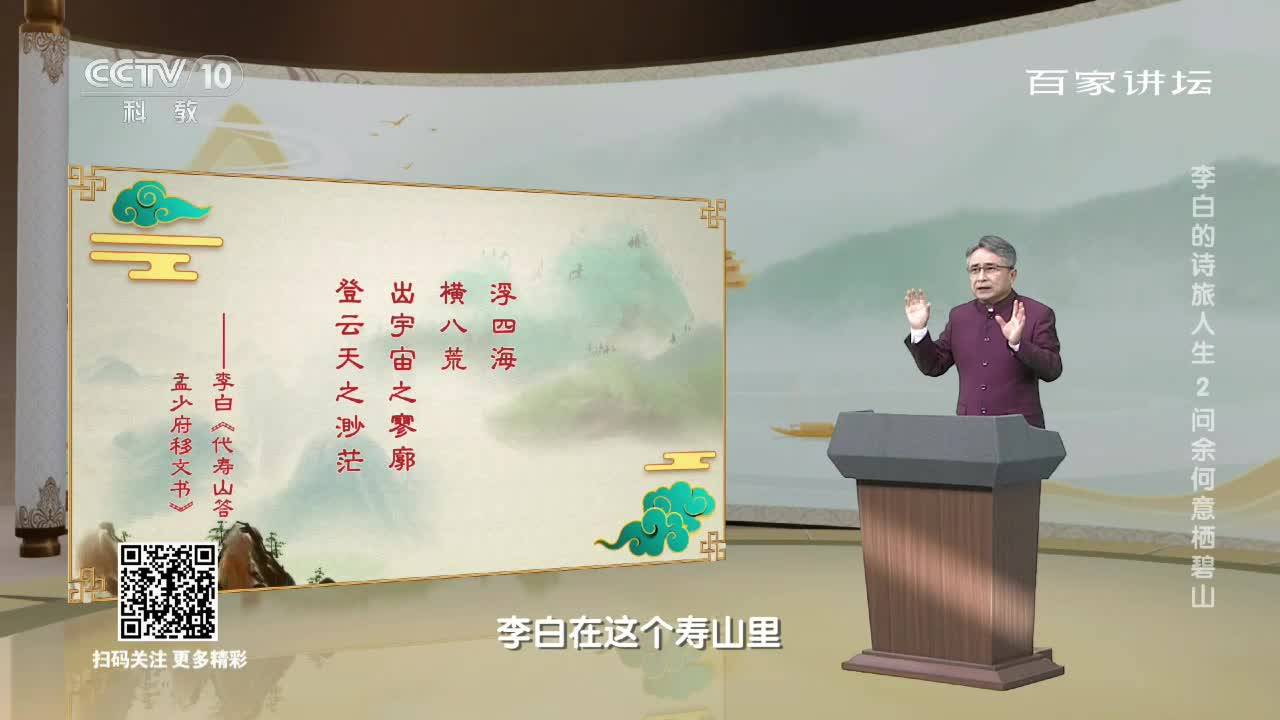 CCTV 10
科教
百家讲坛
浮四海
横八荒
出宇宙之寥廓
登云天之渺茫
——李白《代寿山答
孟少府移文书》
李白的诗旅人生 2 问余何意栖碧山
李白在这个寿山里
扫码关注 更多精彩